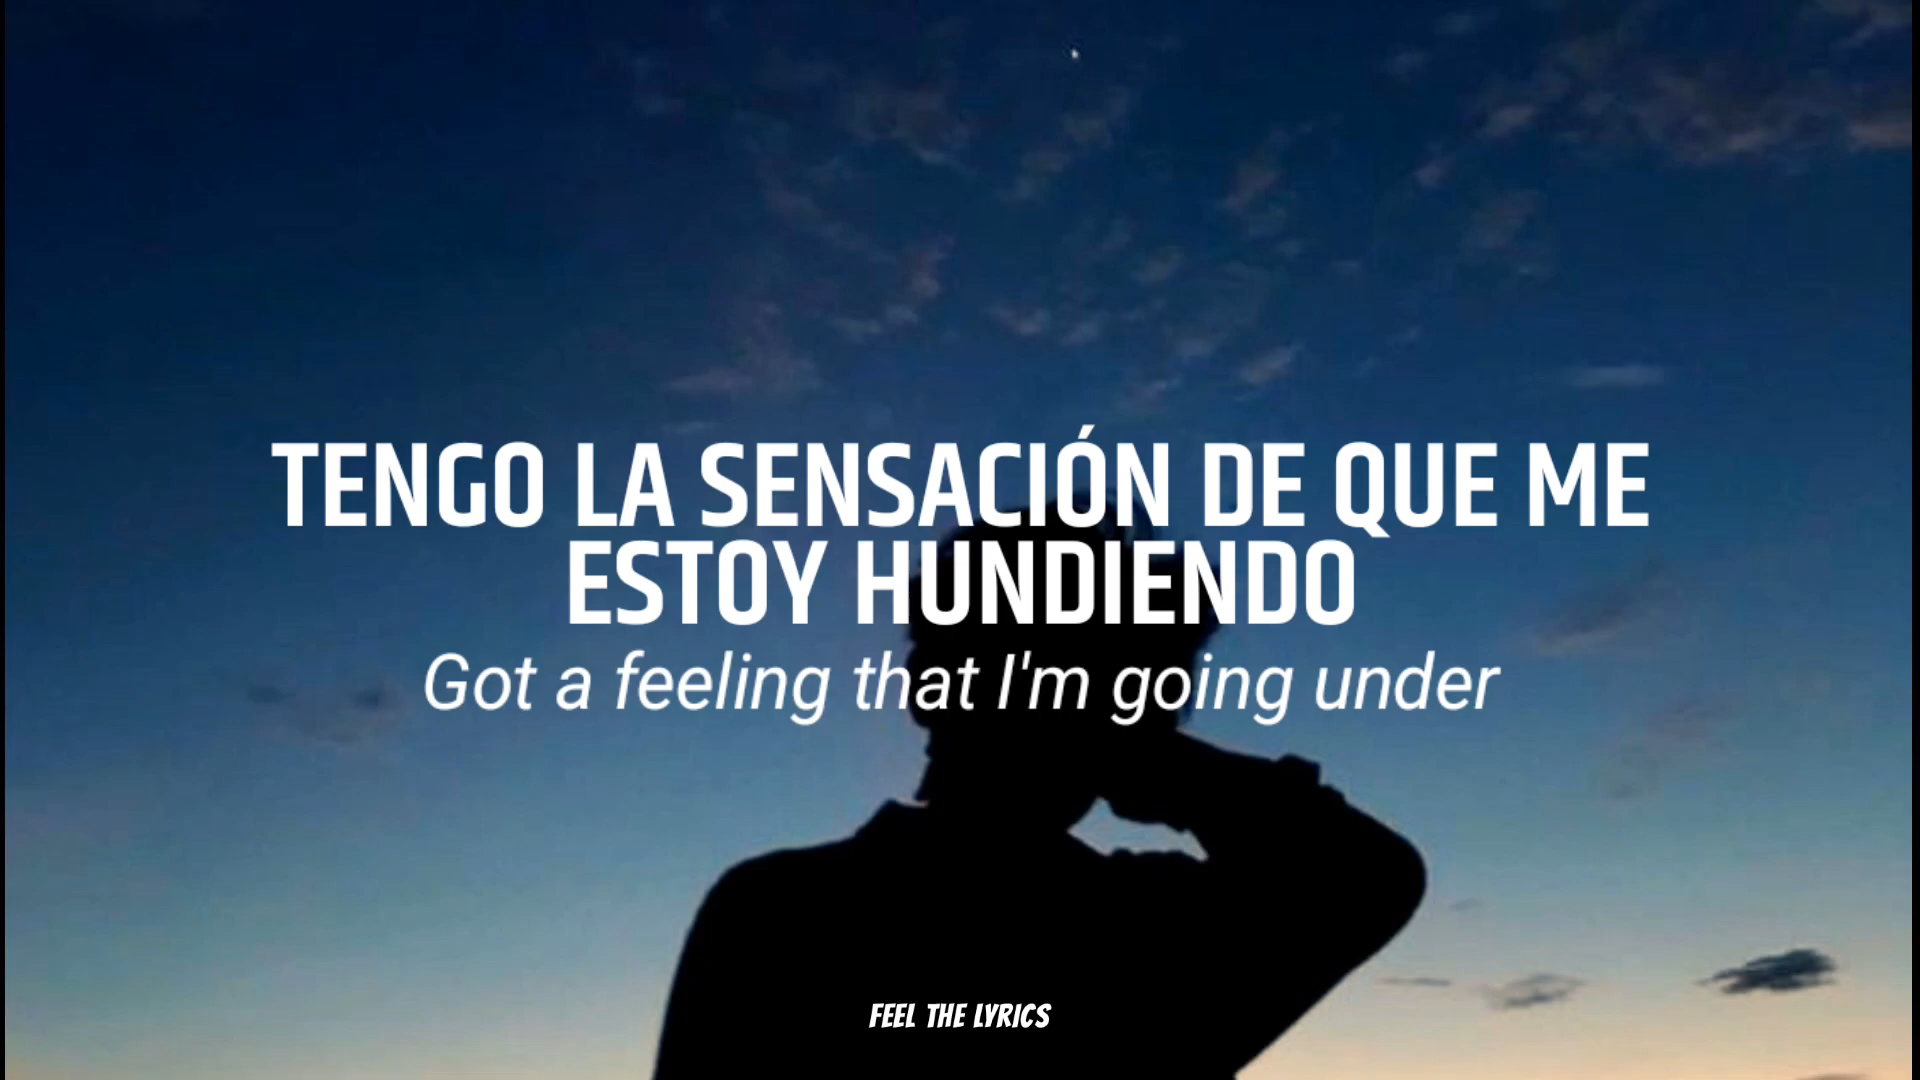 TENGO LA SENSACIÓN DE QUE ME
ESTOY HUNDIENDO
Got a feeling that I'm going under
FEEL THE LYRICS